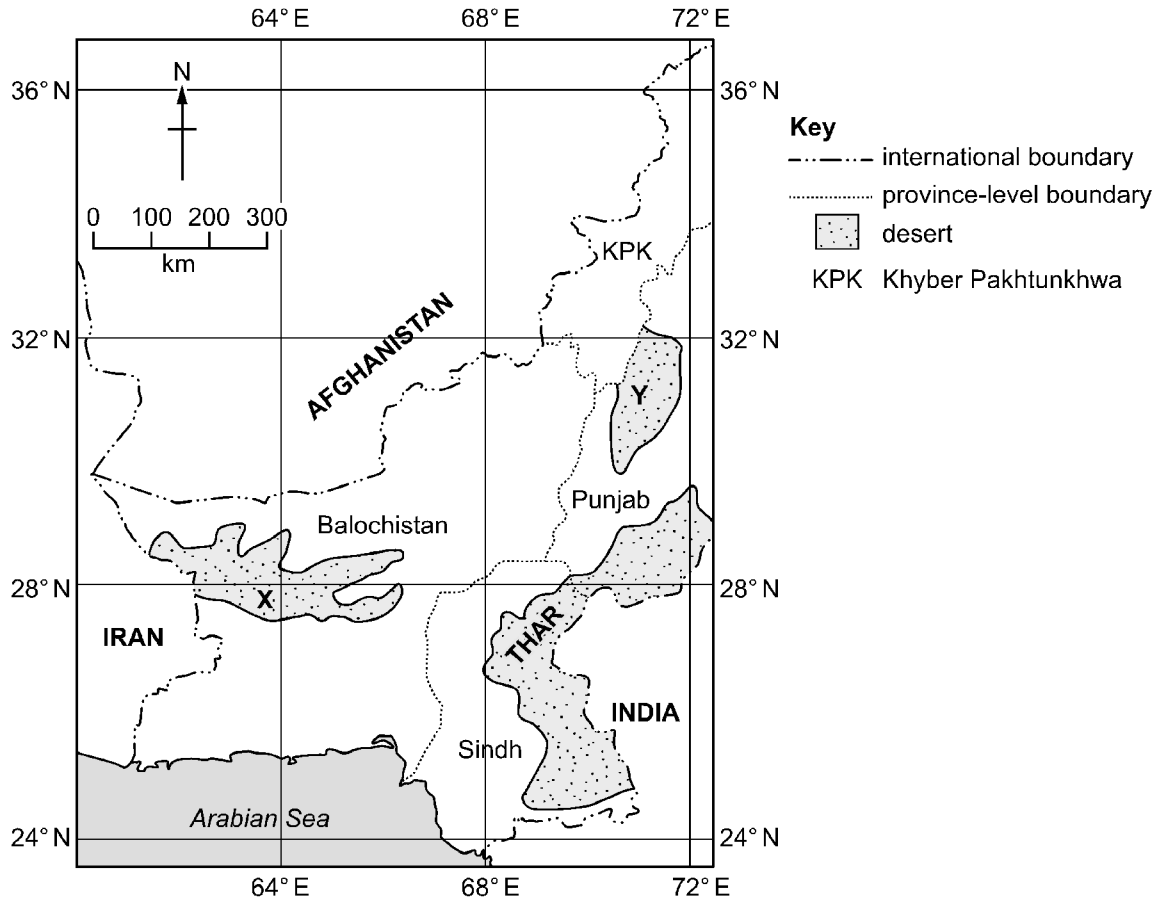 64° E 68° E 72° E
N
36° N 36° N
Key
international boundary
province-level boundary
0 100 200 300
km
desert
KPK
KPK Khyber Pakhtunkhwa
AFGHANISTAN
32° N 32° N
Y
Punjab
Balochistan
28° N 28° N
X
THAR
IRAN
INDIA
Sindh
Arabian Sea
24° N 24° N
64° E 68° E 72° E